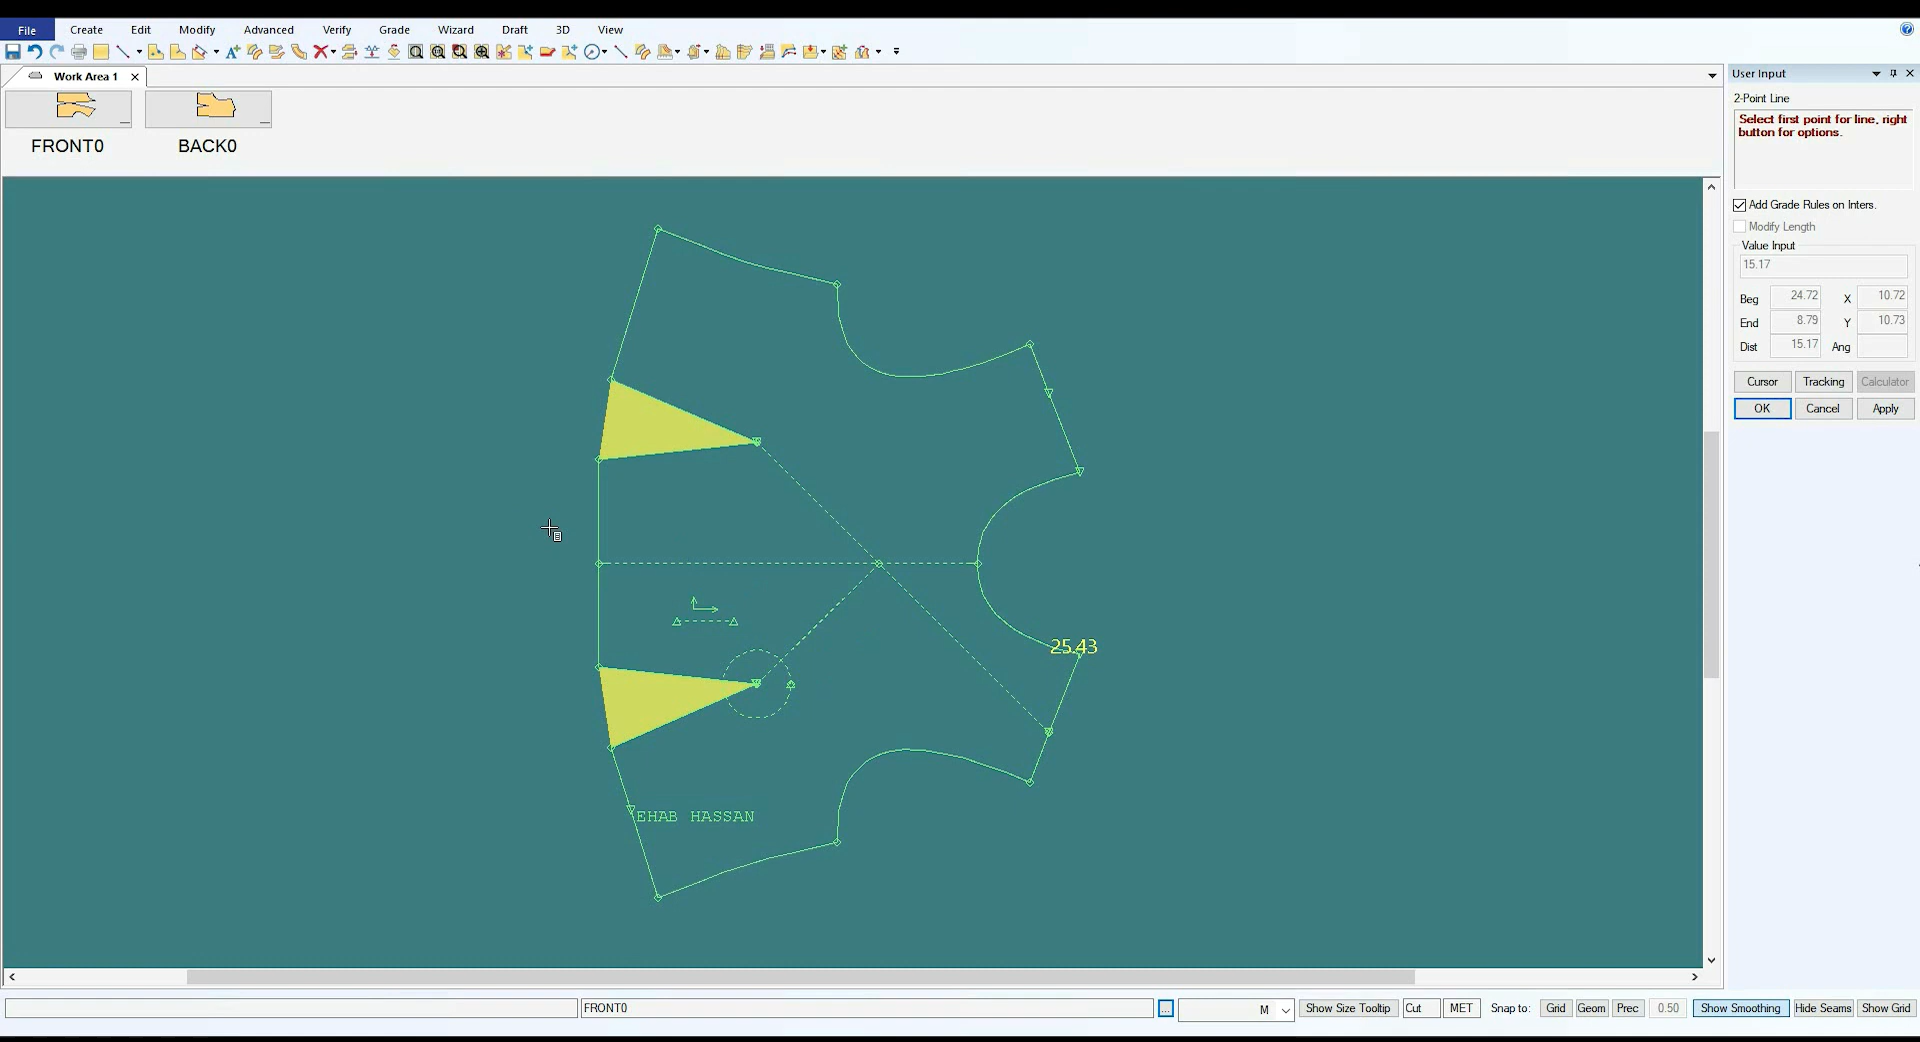 File Create Edit Modify Advanced Verify Grade Wizard Draft 3D View
Work Area 1
FRONT0 BACK0
User Input
2-Point Line
Select first point for line, right
button for options.
Add Grade Rules on Inters.
Modify Length
Value Input
15.17
Beg 24.72 X 10.72
End 8.79 Y 10.73
Dist 15.17 Ang
Cursor Tracking Calculator
OK Cancel Apply
25.43
EHAB HASSAN
FRONT0 ... M Show Size Tooltip Cut MET Snap to: Grid Geom Prec 0.50 Show Smoothing Hide Seams Show Grid